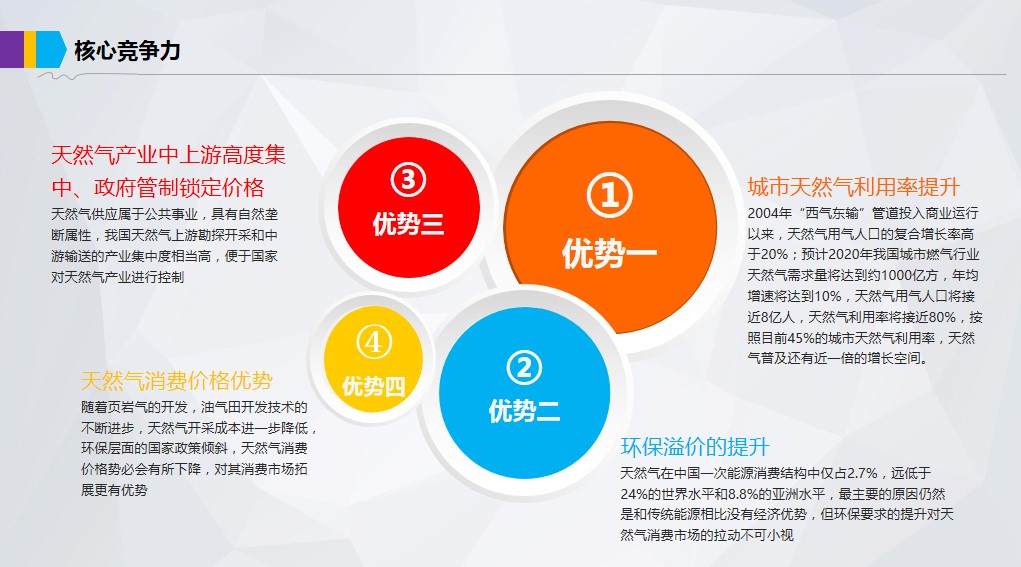 核心竞争力
①
优势一
城市天然气利用率提升
2004年“西气东输”管道投入商业运行
以来，天然气用气人口的复合增长率高
于20%；预计2020年我国城市燃气行业
天然气需求量将达到约1000亿方，年均
增速将达到10%，天然气用气人口将接
近8亿人，天然气利用率将接近80%，按
照目前45%的城市天然气利用率，天然
气普及还有近一倍的增长空间。
②
优势二
环保溢价的提升
天然气在中国一次能源消费结构中仅占2.7%，远低于
24%的世界水平和8.8%的亚洲水平，最主要的原因仍然
是和传统能源相比没有经济优势，但环保要求的提升对天
然气消费市场的拉动不可小视
③
优势三
天然气产业中上游高度集
中、政府管制锁定价格
天然气供应属于公共事业，具有自然垄
断属性，我国天然气上游勘探开采和中
游输送的产业集中度相当高，便于国家
对天然气产业进行控制
④
优势四
天然气消费价格优势
随着页岩气的开发，油气田开发技术的
不断进步，天然气开采成本进一步降低，
环保层面的国家政策倾斜，天然气消费
价格势必会有所下降，对其消费市场拓
展更有优势